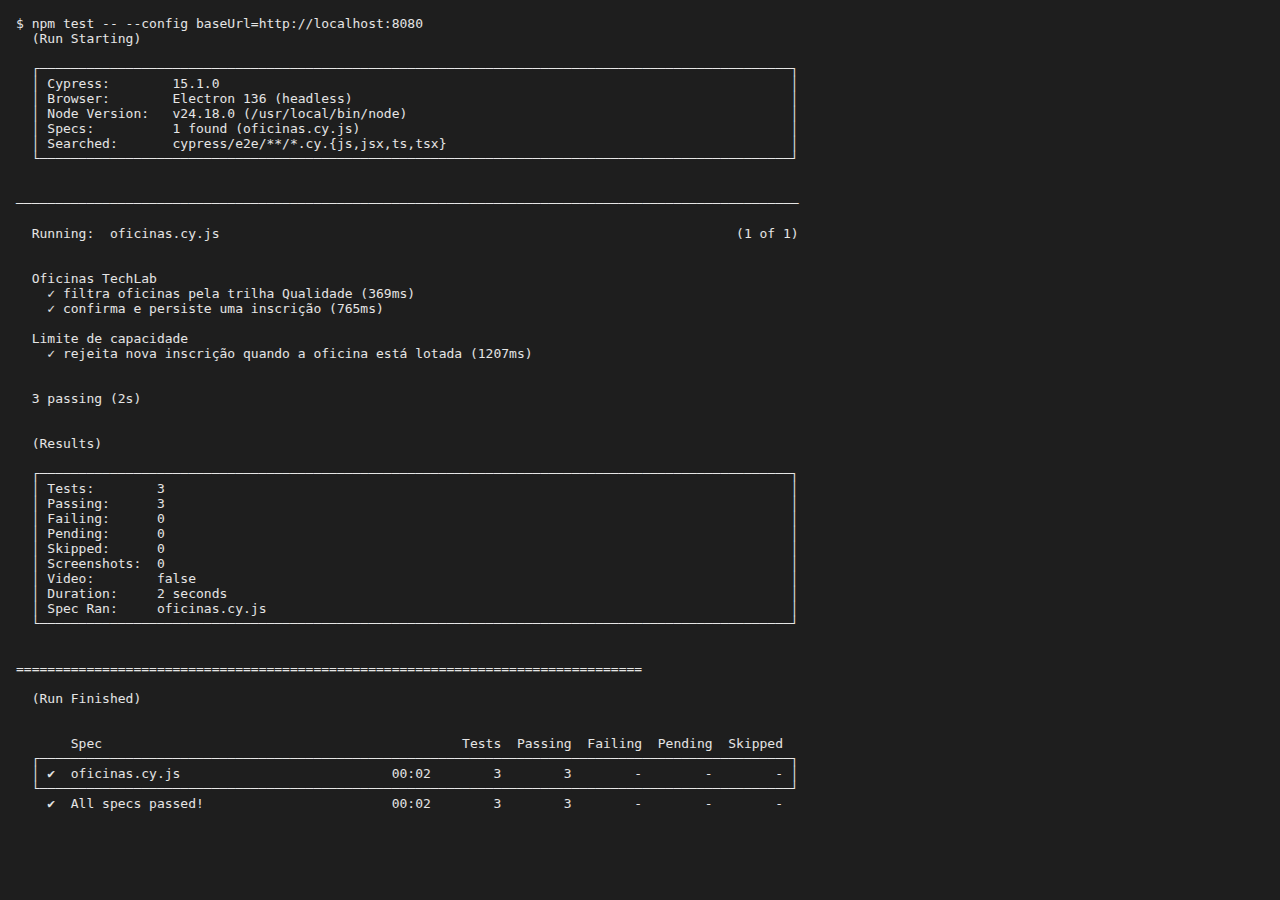 $ npm test -- --config baseUrl=http://localhost:8080
(Run Starting)
Cypress: 15.1.0
Browser: Electron 136 (headless)
Node Version: v24.18.0 (/usr/local/bin/node)
Specs: 1 found (oficinas.cy.js)
Searched: cypress/e2e/**/*.cy.{js,jsx,ts,tsx}
Running: oficinas.cy.js (1 of 1)
Oficinas TechLab
✓ filtra oficinas pela trilha Qualidade (369ms)
✓ confirma e persiste uma inscrição (765ms)
Limite de capacidade
✓ rejeita nova inscrição quando a oficina está lotada (1207ms)
3 passing (2s)
(Results)
Tests: 3
Passing: 3
Failing: 0
Pending: 0
Skipped: 0
Screenshots: 0
Video: false
Duration: 2 seconds
Spec Ran: oficinas.cy.js
================================================================================
(Run Finished)
Spec Tests Passing Failing Pending Skipped
✔ oficinas.cy.js 00:02 3 3 - - -
✔ All specs passed! 00:02 3 3 - - -